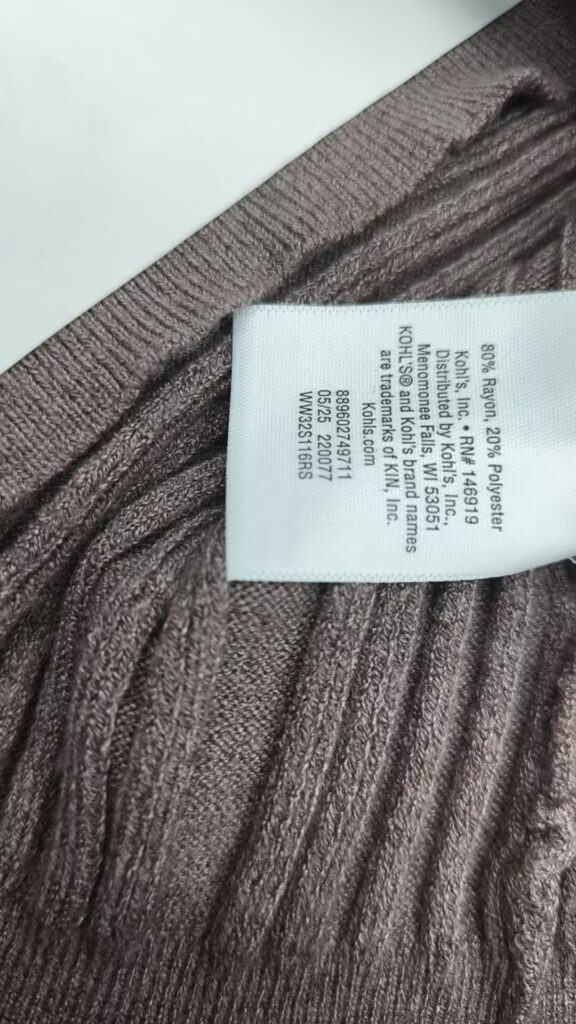 80% Rayon, 20% Polyester
Kohl's, Inc. • RN# 146919
Distributed by Kohl's, Inc.,
Menomonee Falls, WI 53051
KOHL'S® and Kohl's brand names
are trademarks of KIN, Inc.
Kohls.com
889602749711
05/25 220077
WW32S116RS